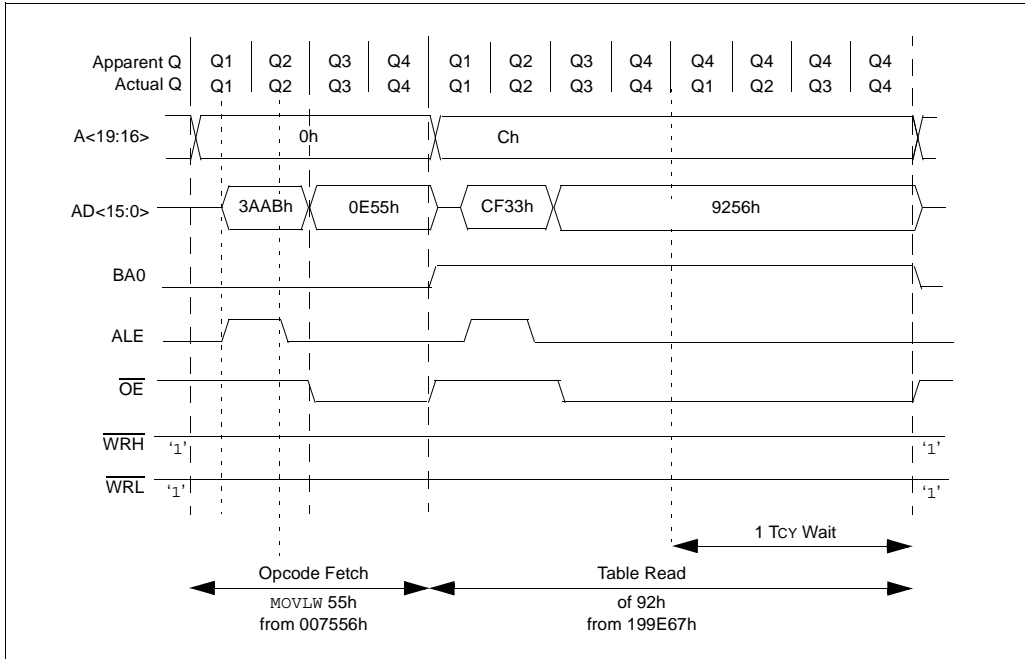 Apparent Q Q1 Q2 Q3 Q4 Q1 Q2 Q3 Q4 Q4 Q4 Q4 Q4
Actual Q Q1 Q2 Q3 Q4 Q1 Q2 Q3 Q4 Q1 Q2 Q3 Q4
A<19:16> 0h Ch
AD<15:0> 3AABh 0E55h CF33h 9256h
BA0
ALE
OE
WRH '1' '1'
WRL '1' '1'
1 TCY Wait
Opcode Fetch Table Read
MOVLW 55h of 92h
from 007556h from 199E67h